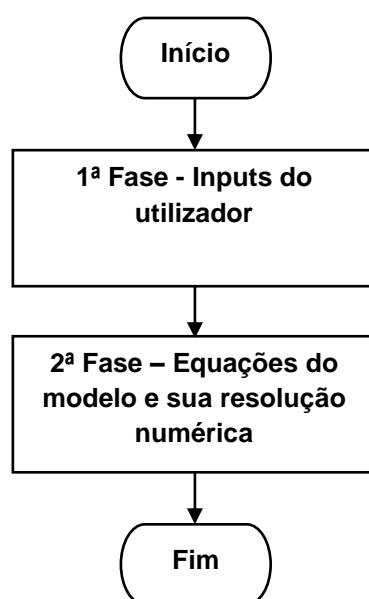 Início
1ª Fase - Inputs do
utilizador
2ª Fase – Equações do
modelo e sua resolução
numérica
Fim